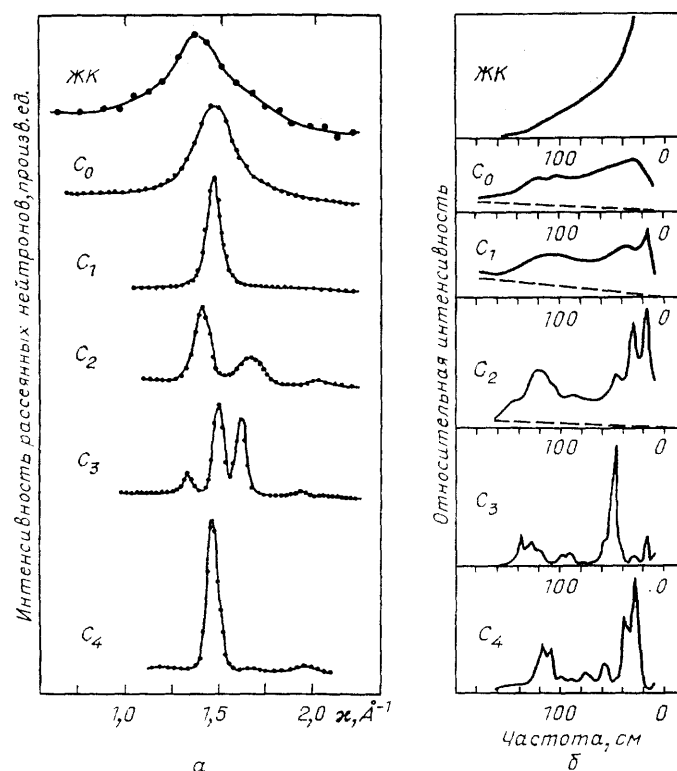 Интенсивность рассеянных нейтронов, произв. ед.
ЖК
C0
C1
C2
C3
C4
1,0 1,5 2,0 ϰ, Å⁻¹
а
Относительная интенсивность
ЖК
100 0
C0
100 0
C1
100 0
C2
100 0
C3
100 0
C4
100 0
Частота, см
б